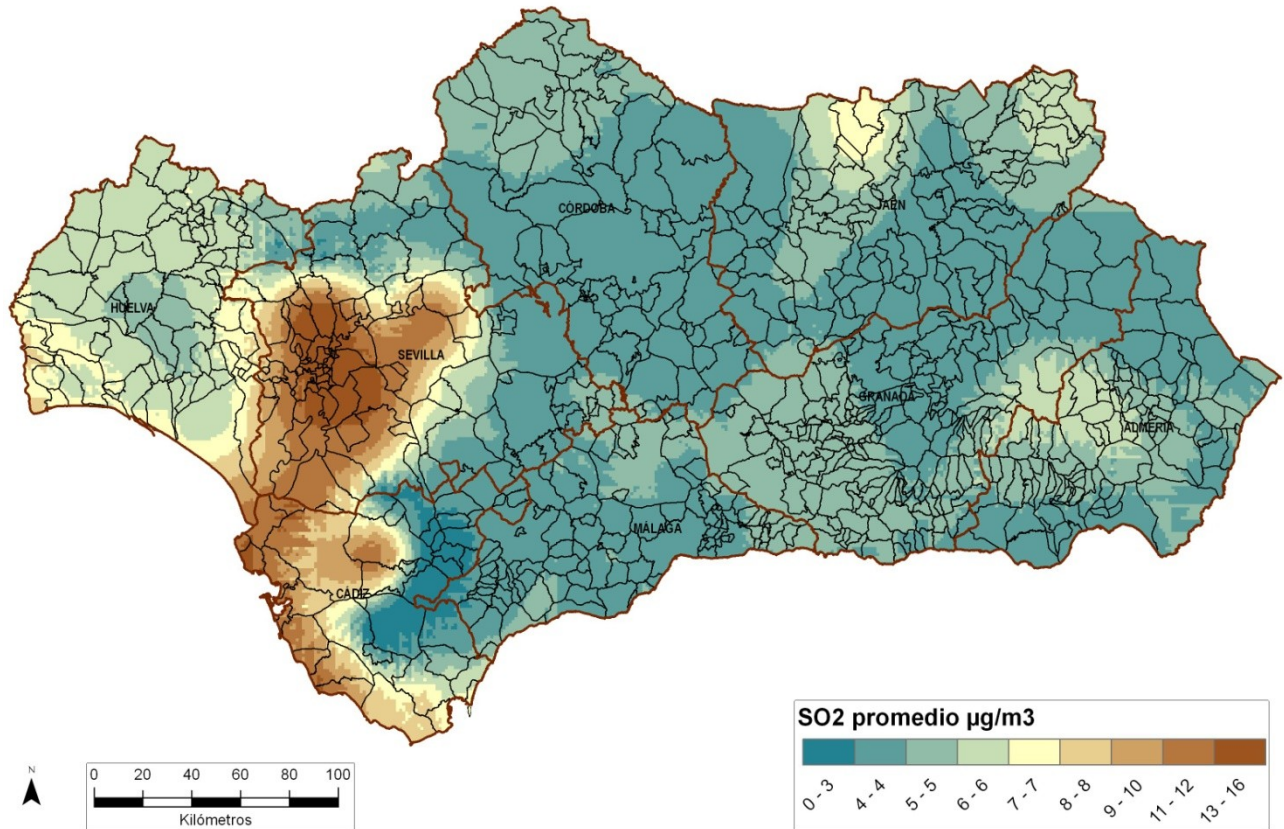 CÓRDOBA
JAÉN
HUELVA
SEVILLA
GRANADA
ALMERÍA
MÁLAGA
CÁDIZ
N
0 20 40 60 80 100
Kilómetros
SO2 promedio µg/m3
0 - 3
4 - 4
5 - 5
6 - 6
7 - 7
8 - 8
9 - 10
11 - 12
13 - 16